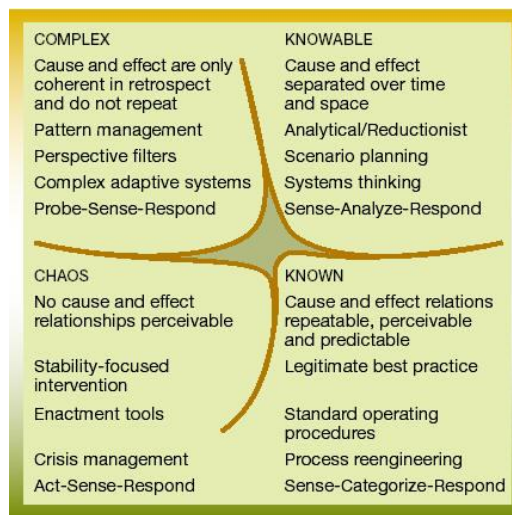 COMPLEX
Cause and effect are only
coherent in retrospect
and do not repeat
Pattern management
Perspective filters
Complex adaptive systems
Probe-Sense-Respond
KNOWABLE
Cause and effect
separated over time
and space
Analytical/Reductionist
Scenario planning
Systems thinking
Sense-Analyze-Respond
CHAOS
No cause and effect
relationships perceivable
Stability-focused
intervention
Enactment tools
Crisis management
Act-Sense-Respond
KNOWN
Cause and effect relations
repeatable, perceivable
and predictable
Legitimate best practice
Standard operating
procedures
Process reengineering
Sense-Categorize-Respond